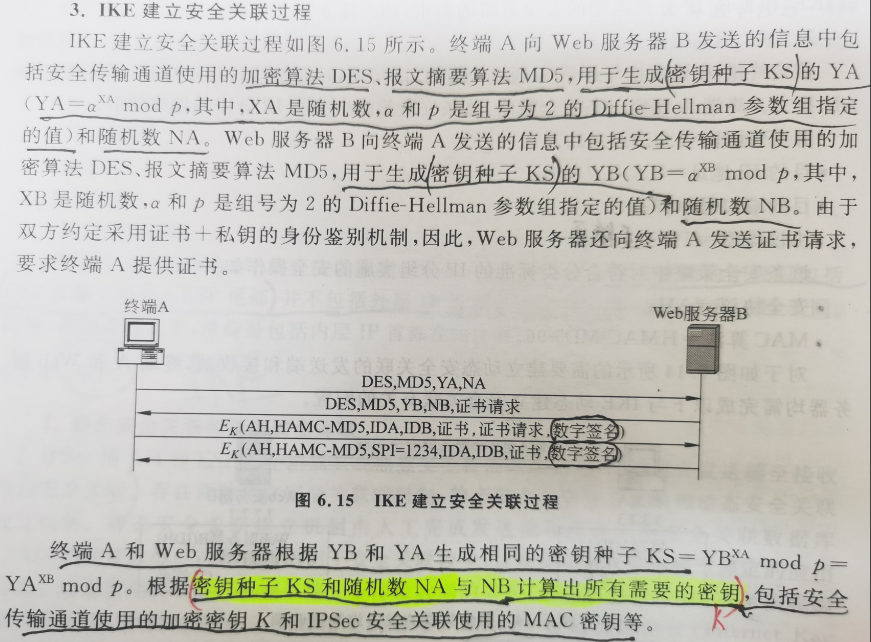 3. IKE 建立安全关联过程
IKE 建立安全关联过程如图 6.15 所示。终端 A 向 Web 服务器 B 发送的信息中包
括安全传输通道使用的加密算法 DES、报文摘要算法 MD5,用于生成(密钥种子 KS)的 YA
(YA=α^XA mod p,其中,XA 是随机数,α 和 p 是组号为 2 的 Diffie-Hellman 参数组指定
的值)和随机数 NA。Web 服务器 B 向终端 A 发送的信息中包括安全传输通道使用的加
密算法 DES、报文摘要算法 MD5,用于生成(密钥种子 KS)的 YB(YB=α^XB mod p,其中,
XB 是随机数,α 和 p 是组号为 2 的 Diffie-Hellman 参数组指定的值)和随机数 NB。由于
双方约定采用证书+私钥的身份鉴别机制,因此,Web 服务器还向终端 A 发送证书请求,
要求终端 A 提供证书。
终端A
Web服务器B
DES,MD5,YA,NA
DES,MD5,YB,NB,证书请求
E_K(AH,HAMC-MD5,IDA,IDB,证书,证书请求,数字签名)
E_K(AH,HAMC-MD5,SPI=1234,IDA,IDB,证书,数字签名)
图 6.15 IKE 建立安全关联过程
终端 A 和 Web 服务器根据 YB 和 YA 生成相同的密钥种子 KS=YB^XA mod p=
YA^XB mod p。根据(密钥种子 KS 和随机数 NA 与 NB 计算出所有需要的密钥),包括安全
K
传输通道使用的加密密钥 K 和 IPSec 安全关联使用的 MAC 密钥等。